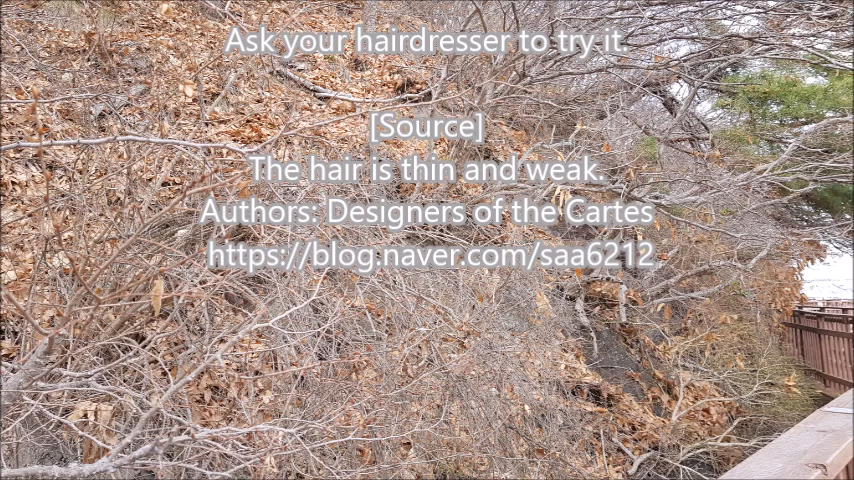 Ask your hairdresser to try it.
[Source]
The hair is thin and weak.
Authors: Designers of the Cartes
https://blog.naver.com/saa6212